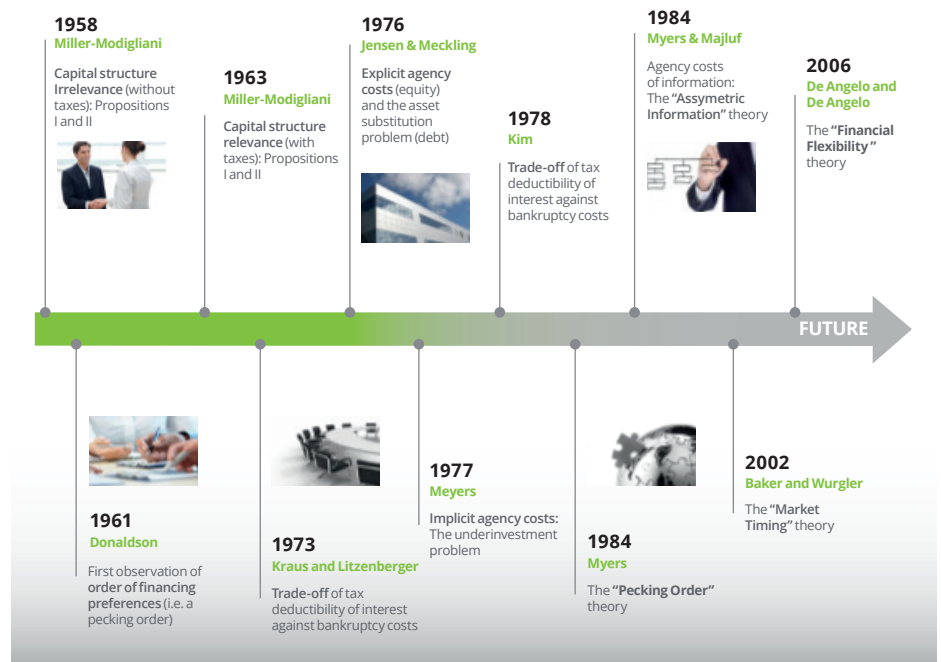 1958
Miller-Modigliani
Capital structure
Irrelevance (without
taxes): Propositions
I and II
1963
Miller-Modigliani
Capital structure
relevance (with
taxes): Propositions
I and II
1976
Jensen & Meckling
Explicit agency
costs (equity)
and the asset
substitution
problem (debt)
1978
Kim
Trade-off of tax
deductibility of
interest against
bankruptcy costs
1984
Myers & Majluf
Agency costs
of information:
The “Assymetric
Information” theory
2006
De Angelo and
De Angelo
The “Financial
Flexibility ”
theory
FUTURE
1961
Donaldson
First observation of
order of financing
preferences (i.e. a
pecking order)
1973
Kraus and Litzenberger
Trade-off of tax
deductibility of interest
against bankruptcy costs
1977
Meyers
Implicit agency costs:
The underinvestment
problem
1984
Myers
The “Pecking Order”
theory
2002
Baker and Wurgler
The “Market
Timing” theory